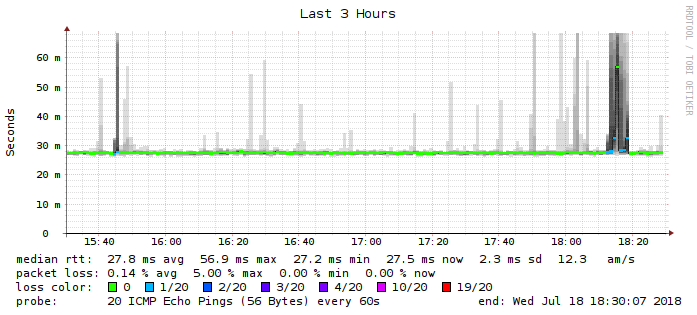 Last 3 Hours
RRDTOOL / TOBI OETIKER
Seconds
60 m
50 m
40 m
30 m
20 m
10 m
0
15:40 16:00 16:20 16:40 17:00 17:20 17:40 18:00 18:20
median rtt: 27.8 ms avg 56.9 ms max 27.2 ms min 27.5 ms now 2.3 ms sd 12.3 am/s
packet loss: 0.14 % avg 5.00 % max 0.00 % min 0.00 % now
loss color: 0 1/20 2/20 3/20 4/20 10/20 19/20
probe: 20 ICMP Echo Pings (56 Bytes) every 60s end: Wed Jul 18 18:30:07 2018